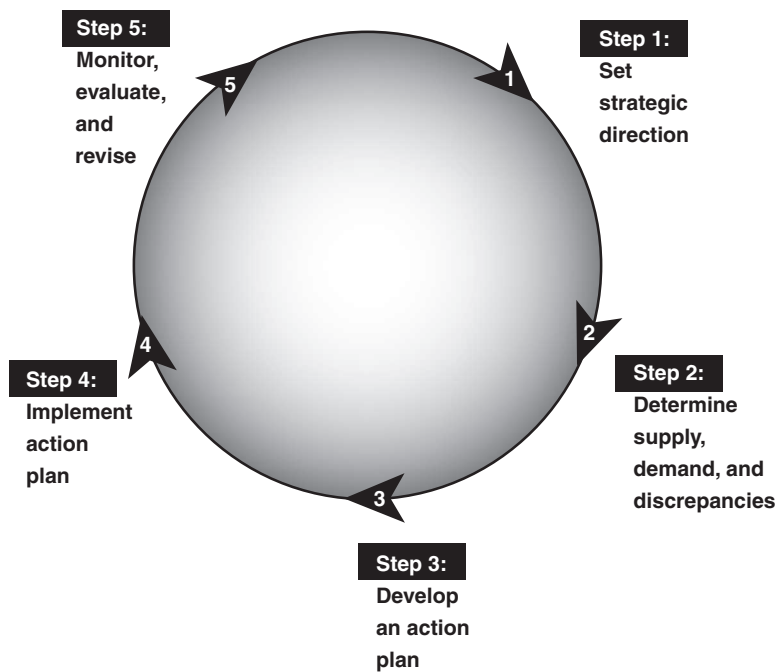 Step 1:
Set
strategic
direction
1
Step 2:
Determine
supply,
demand, and
discrepancies
2
Step 3:
Develop
an action
plan
3
Step 4:
Implement
action
plan
4
Step 5:
Monitor,
evaluate,
and
revise
5